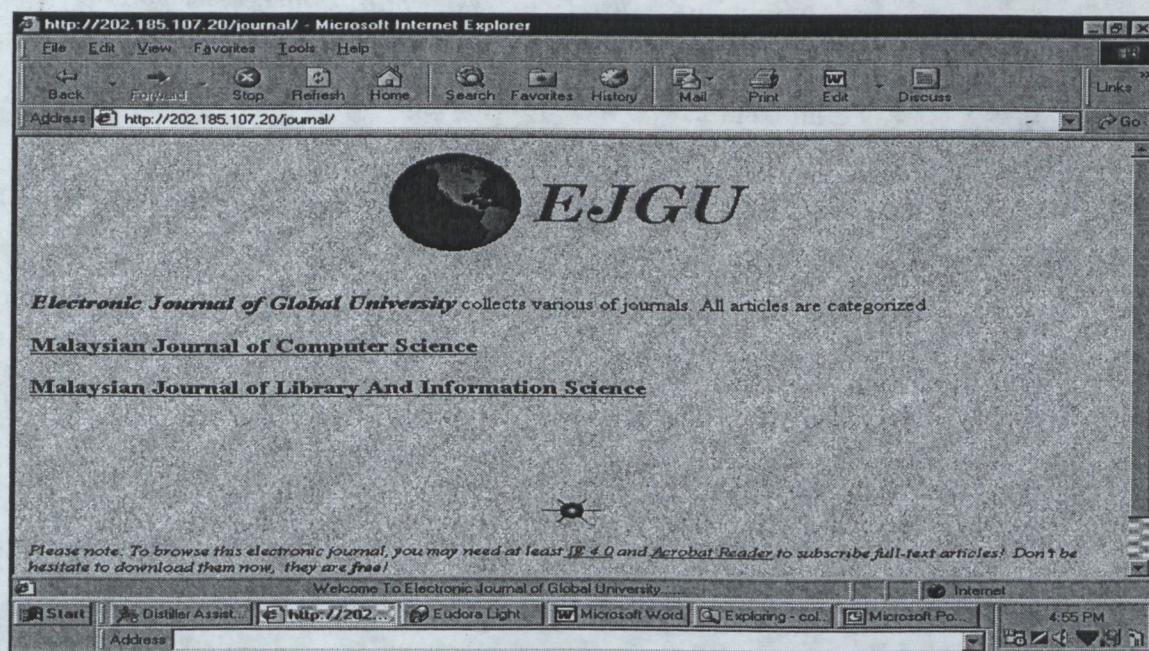 http://202.185.107.20/journal/ - Microsoft Internet Explorer
File Edit View Favorites Tools Help
Back Forward Stop Refresh Home Search Favorites History Mail Print Edit Discuss Links
Address http://202.185.107.20/journal/ Go
EJGU
Electronic Journal of Global University collects various of journals. All articles are categorized.
Malaysian Journal of Computer Science
Malaysian Journal of Library And Information Science
Please note: To browse this electronic journal, you may need at least IE 4.0 and Acrobat Reader to subscribe full-text articles! Don't be
hesitate to download them now, they are free!
Welcome To Electronic Journal of Global University...... Internet
Start Distiller Assist... http://202.... Eudora Light Microsoft Word Exploring - col... Microsoft Po... 4:55 PM
Address